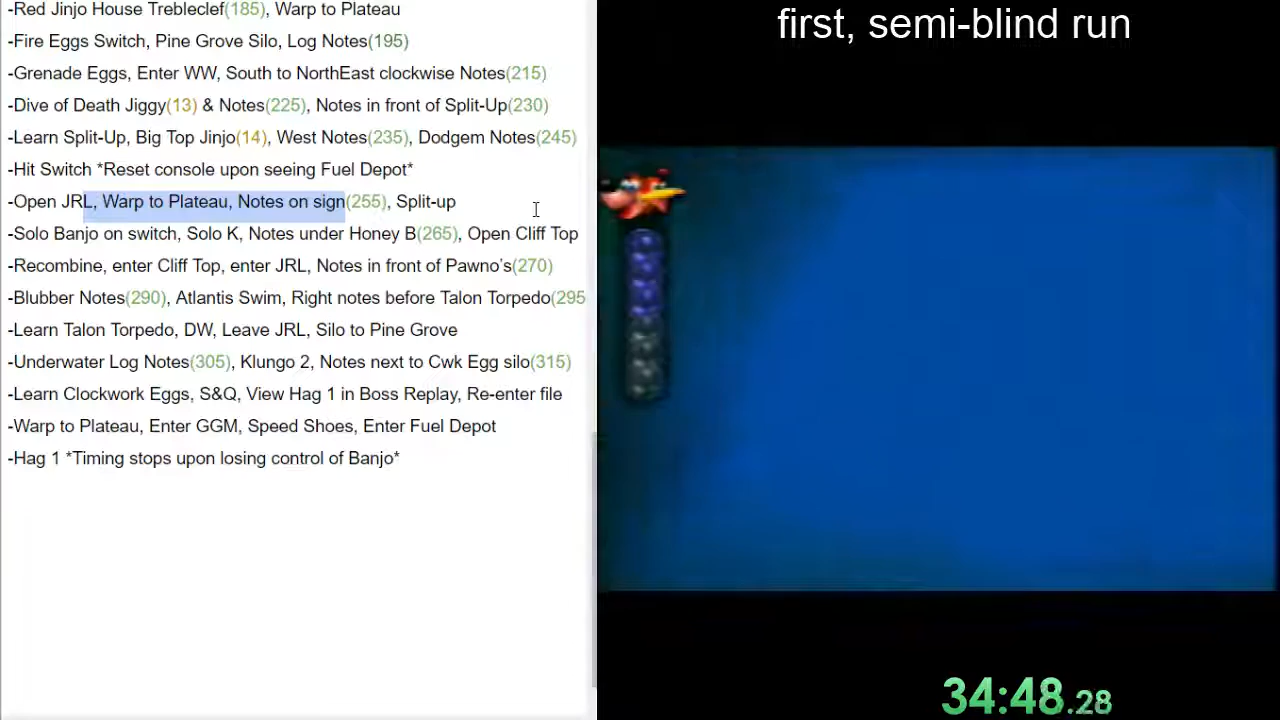 -Red Jinjo House Trebleclef(185), Warp to Plateau
-Fire Eggs Switch, Pine Grove Silo, Log Notes(195)
-Grenade Eggs, Enter WW, South to NorthEast clockwise Notes(215)
-Dive of Death Jiggy(13) & Notes(225), Notes in front of Split-Up(230)
-Learn Split-Up, Big Top Jinjo(14), West Notes(235), Dodgem Notes(245)
-Hit Switch *Reset console upon seeing Fuel Depot*
-Open JRL, Warp to Plateau, Notes on sign(255), Split-up
-Solo Banjo on switch, Solo K, Notes under Honey B(265), Open Cliff Top
-Recombine, enter Cliff Top, enter JRL, Notes in front of Pawno’s(270)
-Blubber Notes(290), Atlantis Swim, Right notes before Talon Torpedo(295
-Learn Talon Torpedo, DW, Leave JRL, Silo to Pine Grove
-Underwater Log Notes(305), Klungo 2, Notes next to Cwk Egg silo(315)
-Learn Clockwork Eggs, S&Q, View Hag 1 in Boss Replay, Re-enter file
-Warp to Plateau, Enter GGM, Speed Shoes, Enter Fuel Depot
-Hag 1 *Timing stops upon losing control of Banjo*
first, semi-blind run
34:48.28